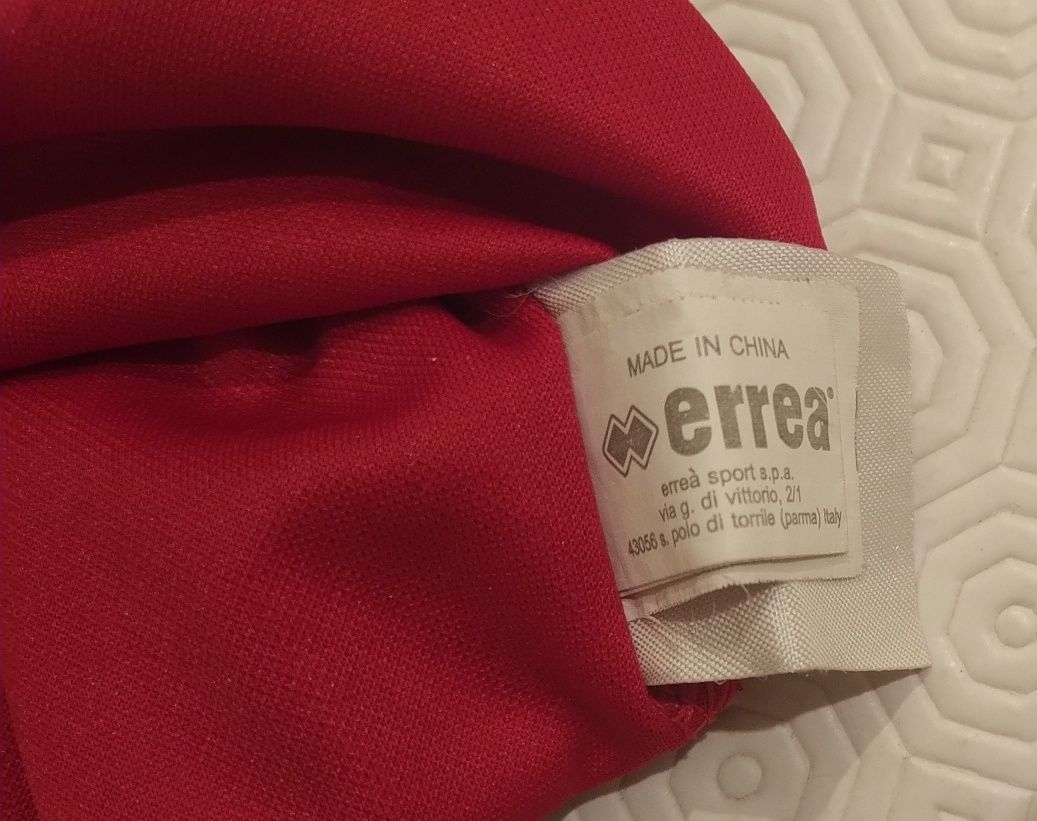 MADE IN CHINA
errea®
erreà sport s.p.a.
via g. di vittorio, 2/1
43056 s. polo di torrile (parma) Italy